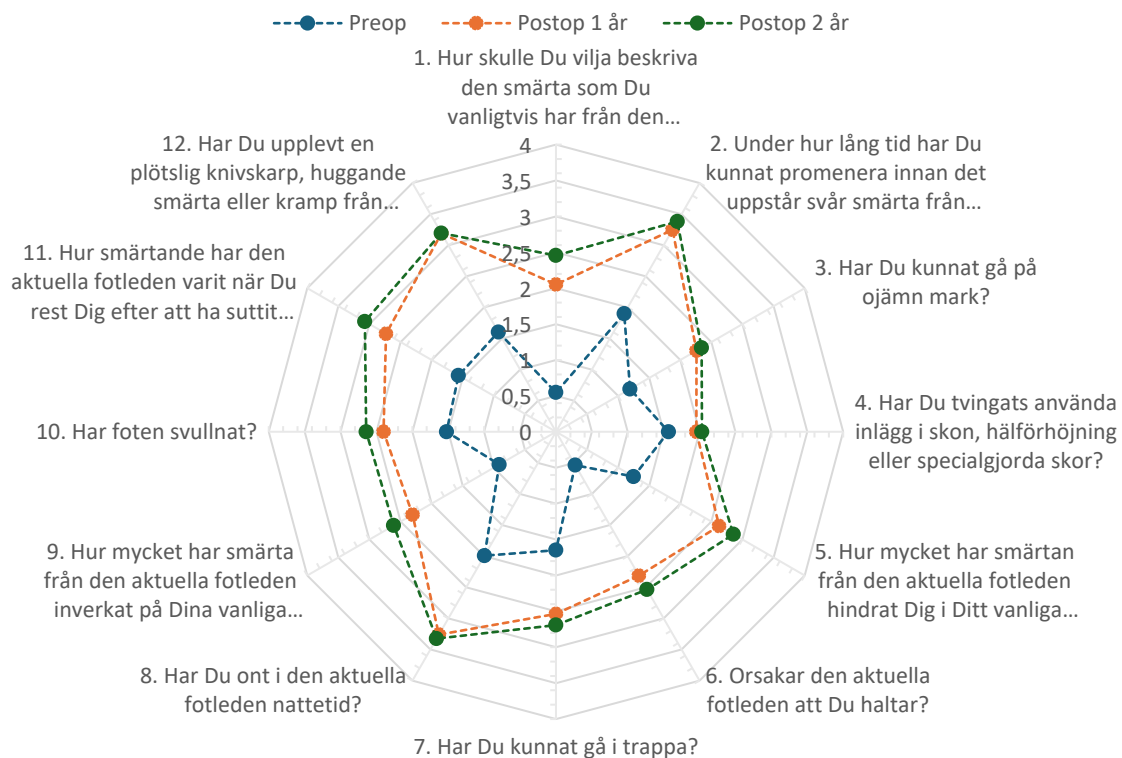 Preop Postop 1 år Postop 2 år
1. Hur skulle Du vilja beskriva
den smärta som Du
vanligtvis har från den...
2. Under hur lång tid har Du
kunnat promenera innan det
uppstår svår smärta från...
3. Har Du kunnat gå på
ojämn mark?
4. Har Du tvingats använda
inlägg i skon, hälförhöjning
eller specialgjorda skor?
5. Hur mycket har smärtan
från den aktuella fotleden
hindrat Dig i Ditt vanliga...
6. Orsakar den aktuella
fotleden att Du haltar?
7. Har Du kunnat gå i trappa?
8. Har Du ont i den aktuella
fotleden nattetid?
9. Hur mycket har smärta
från den aktuella fotleden
inverkat på Dina vanliga...
10. Har foten svullnat?
11. Hur smärtande har den
aktuella fotleden varit när Du
rest Dig efter att ha suttit...
12. Har Du upplevt en
plötslig knivskarp, huggande
smärta eller kramp från...
4
3,5
3
2,5
2
1,5
1
0,5
0